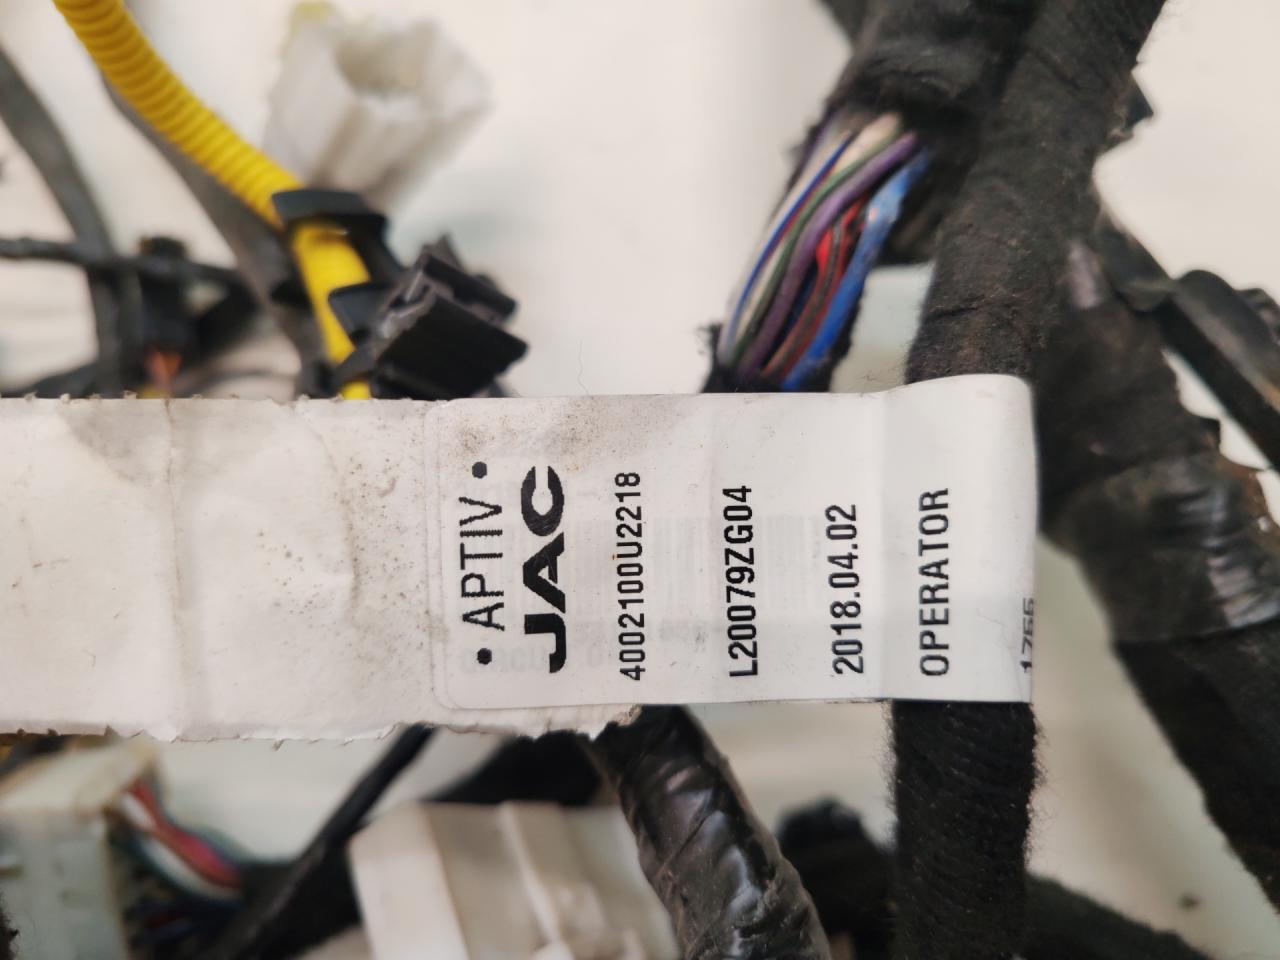 • APTIV •
JAC
4002100U2218
L20079ZG04
2018.04.02
OPERATOR